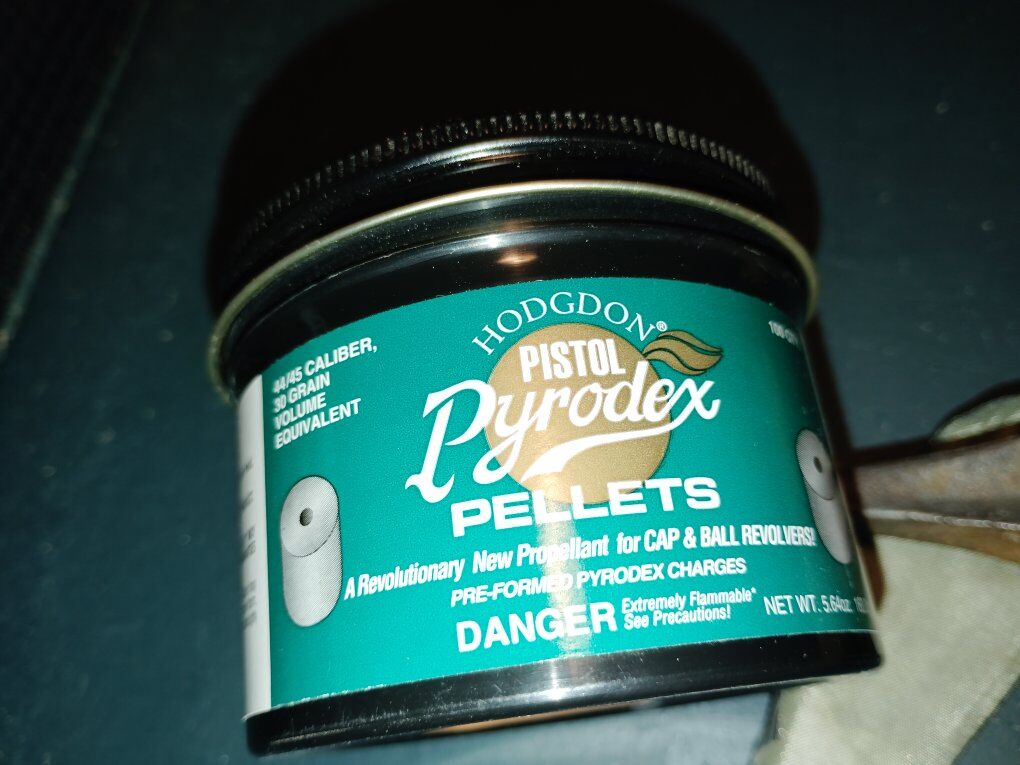 HODGDON®
PISTOL
Pyrodex
PELLETS
44/45 CALIBER,
30 GRAIN
VOLUME
EQUIVALENT
A Revolutionary New Propellant for CAP & BALL REVOLVERS!
PRE-FORMED PYRODEX CHARGES
DANGER Extremely Flammable*
See Precautions!
NET WT. 5.64oz.